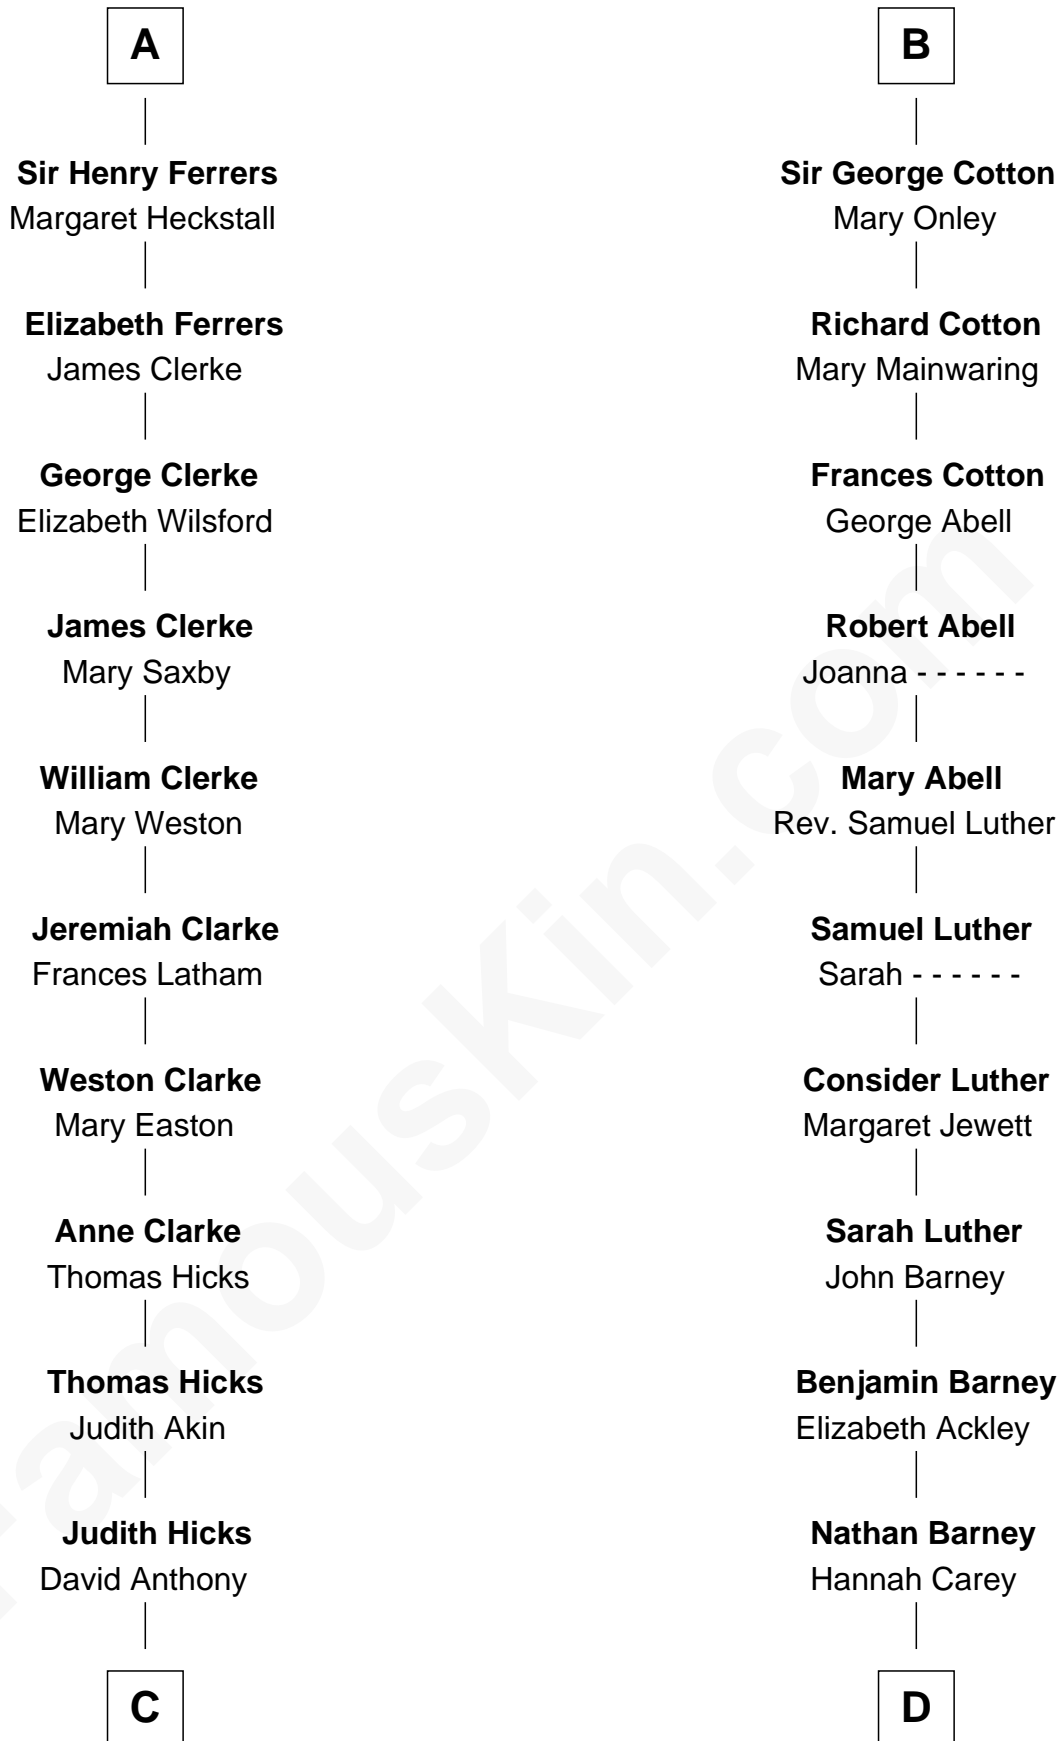 A
Sir Henry Ferrers
Margaret Heckstall
Elizabeth Ferrers
James Clerke
George Clerke
Elizabeth Wilsford
James Clerke
Mary Saxby
William Clerke
Mary Weston
Jeremiah Clarke
Frances Latham
Weston Clarke
Mary Easton
Anne Clarke
Thomas Hicks
Thomas Hicks
Judith Akin
Judith Hicks
David Anthony
C
B
Sir George Cotton
Mary Onley
Richard Cotton
Mary Mainwaring
Frances Cotton
George Abell
Robert Abell
Joanna - - - - - -
Mary Abell
Rev. Samuel Luther
Samuel Luther
Sarah - - - - - -
Consider Luther
Margaret Jewett
Sarah Luther
John Barney
Benjamin Barney
Elizabeth Ackley
Nathan Barney
Hannah Carey
D
FamousKin.com